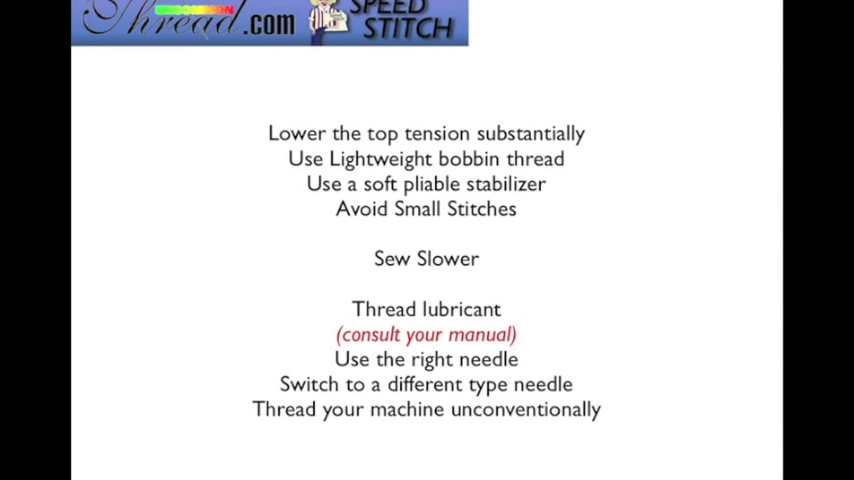 UNCOMMON
Thread.com
SPEED
STITCH
Lower the top tension substantially
Use Lightweight bobbin thread
Use a soft pliable stabilizer
Avoid Small Stitches
Sew Slower
Thread lubricant
(consult your manual)
Use the right needle
Switch to a different type needle
Thread your machine unconventionally